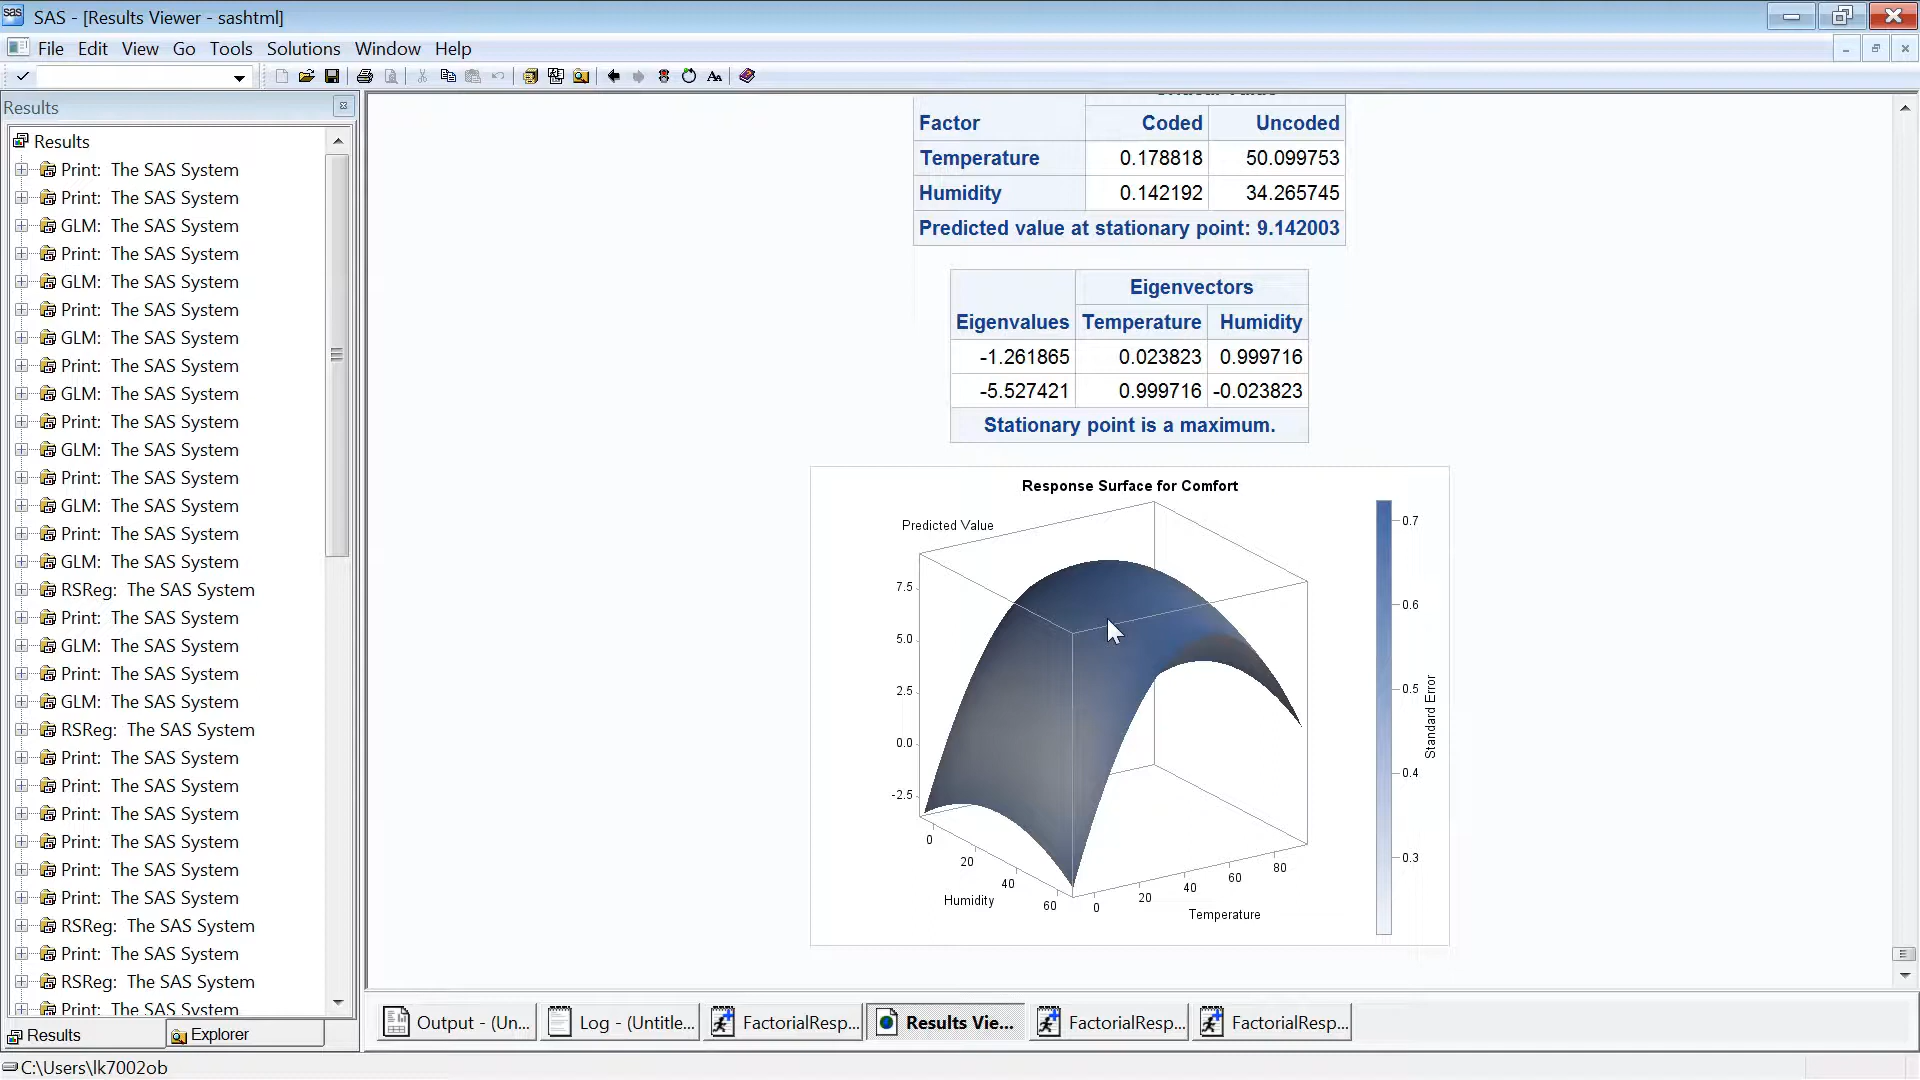 SAS - [Results Viewer - sashtml]
File Edit View Go Tools Solutions Window Help
Results
Results
Print: The SAS System
Print: The SAS System
GLM: The SAS System
Print: The SAS System
GLM: The SAS System
Print: The SAS System
GLM: The SAS System
Print: The SAS System
GLM: The SAS System
Print: The SAS System
GLM: The SAS System
Print: The SAS System
GLM: The SAS System
Print: The SAS System
GLM: The SAS System
RSReg: The SAS System
Print: The SAS System
GLM: The SAS System
Print: The SAS System
GLM: The SAS System
RSReg: The SAS System
Print: The SAS System
Print: The SAS System
Print: The SAS System
Print: The SAS System
Print: The SAS System
Print: The SAS System
RSReg: The SAS System
Print: The SAS System
RSReg: The SAS System
Print: The SAS System
Results Explorer
Factor Coded Uncoded
Temperature 0.178818 50.099753
Humidity 0.142192 34.265745
Predicted value at stationary point: 9.142003
Eigenvectors
Eigenvalues Temperature Humidity
-1.261865 0.023823 0.999716
-5.527421 0.999716 -0.023823
Stationary point is a maximum.
Response Surface for Comfort
Predicted Value
7.5
5.0
2.5
0.0
-2.5
0
20
40
60
Humidity
0
20
40
60
80
Temperature
0.7
0.6
0.5
0.4
0.3
Standard Error
Output - (Un...
Log - (Untitle...
FactorialResp...
Results Vie...
FactorialResp...
FactorialResp...
C:\Users\lk7002ob